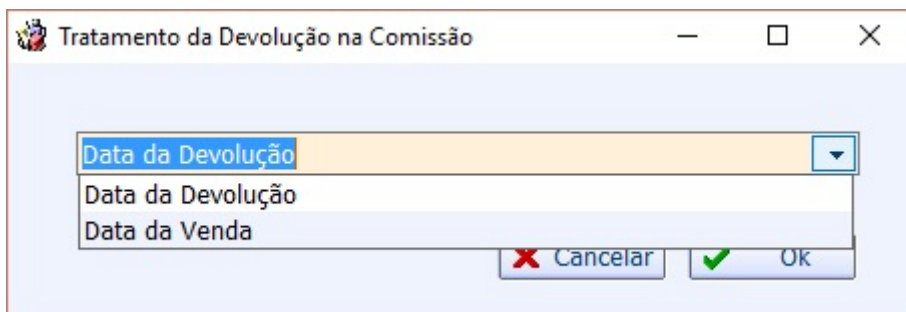 Tratamento da Devolução na Comissão
Data da Devolução
Data da Devolução
Data da Venda
Cancelar Ok